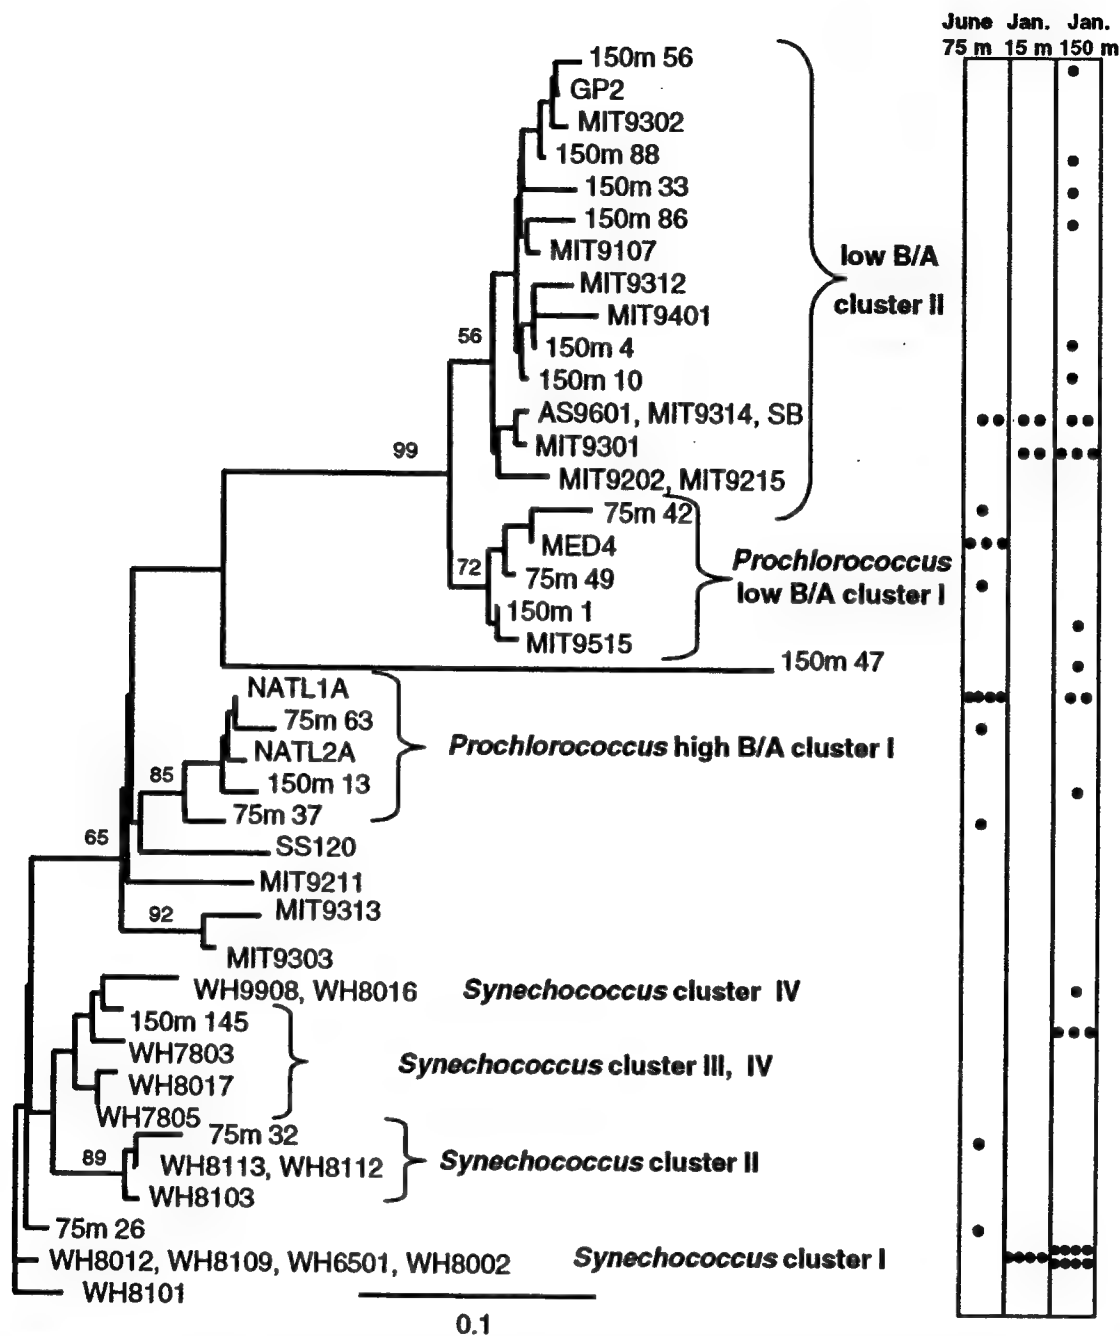 June Jan. Jan.
75 m 15 m 150 m
150m 56
GP2
MIT9302
150m 88
150m 33
150m 86
MIT9107
low B/A
cluster II
MIT9312
MIT9401
56
150m 4
150m 10
AS9601, MIT9314, SB
MIT9301
99
MIT9202, MIT9215
75m 42
MED4
Prochlorococcus
low B/A cluster I
72
75m 49
150m 1
MIT9515
150m 47
NATL1A
75m 63
NATL2A
Prochlorococcus high B/A cluster I
85
150m 13
75m 37
65
SS120
MIT9211
92
MIT9313
MIT9303
WH9908, WH8016 Synechococcus cluster IV
150m 145
WH7803
Synechococcus cluster III, IV
WH8017
WH7805
75m 32
89
WH8113, WH8112 Synechococcus cluster II
WH8103
75m 26
WH8012, WH8109, WH6501, WH8002 Synechococcus cluster I
WH8101
0.1